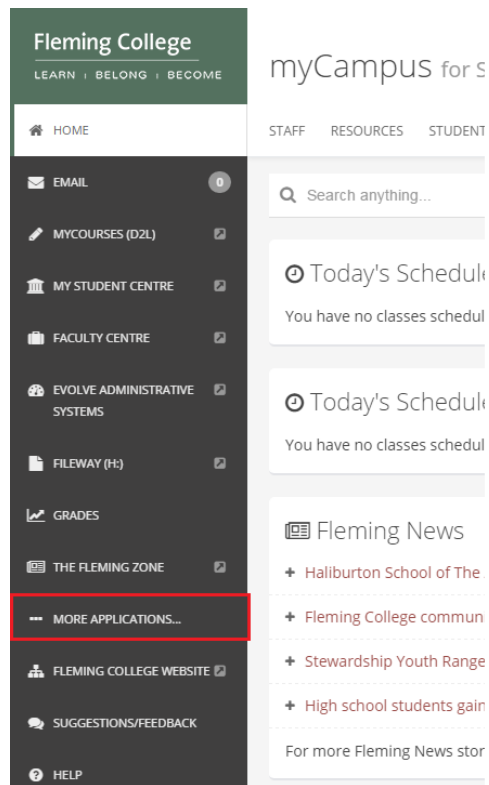 Fleming College
LEARN | BELONG | BECOME
HOME
EMAIL
0
MYCOURSES (D2L)
MY STUDENT CENTRE
FACULTY CENTRE
EVOLVE ADMINISTRATIVE
SYSTEMS
FILEWAY (H:)
GRADES
THE FLEMING ZONE
MORE APPLICATIONS...
FLEMING COLLEGE WEBSITE
SUGGESTIONS/FEEDBACK
HELP
myCampus for S
STAFF RESOURCES STUDENT
Search anything...
Today's Schedule
You have no classes schedul
Today's Schedule
You have no classes schedul
Fleming News
Haliburton School of The
Fleming College communi
Stewardship Youth Range
High school students gain
For more Fleming News stor